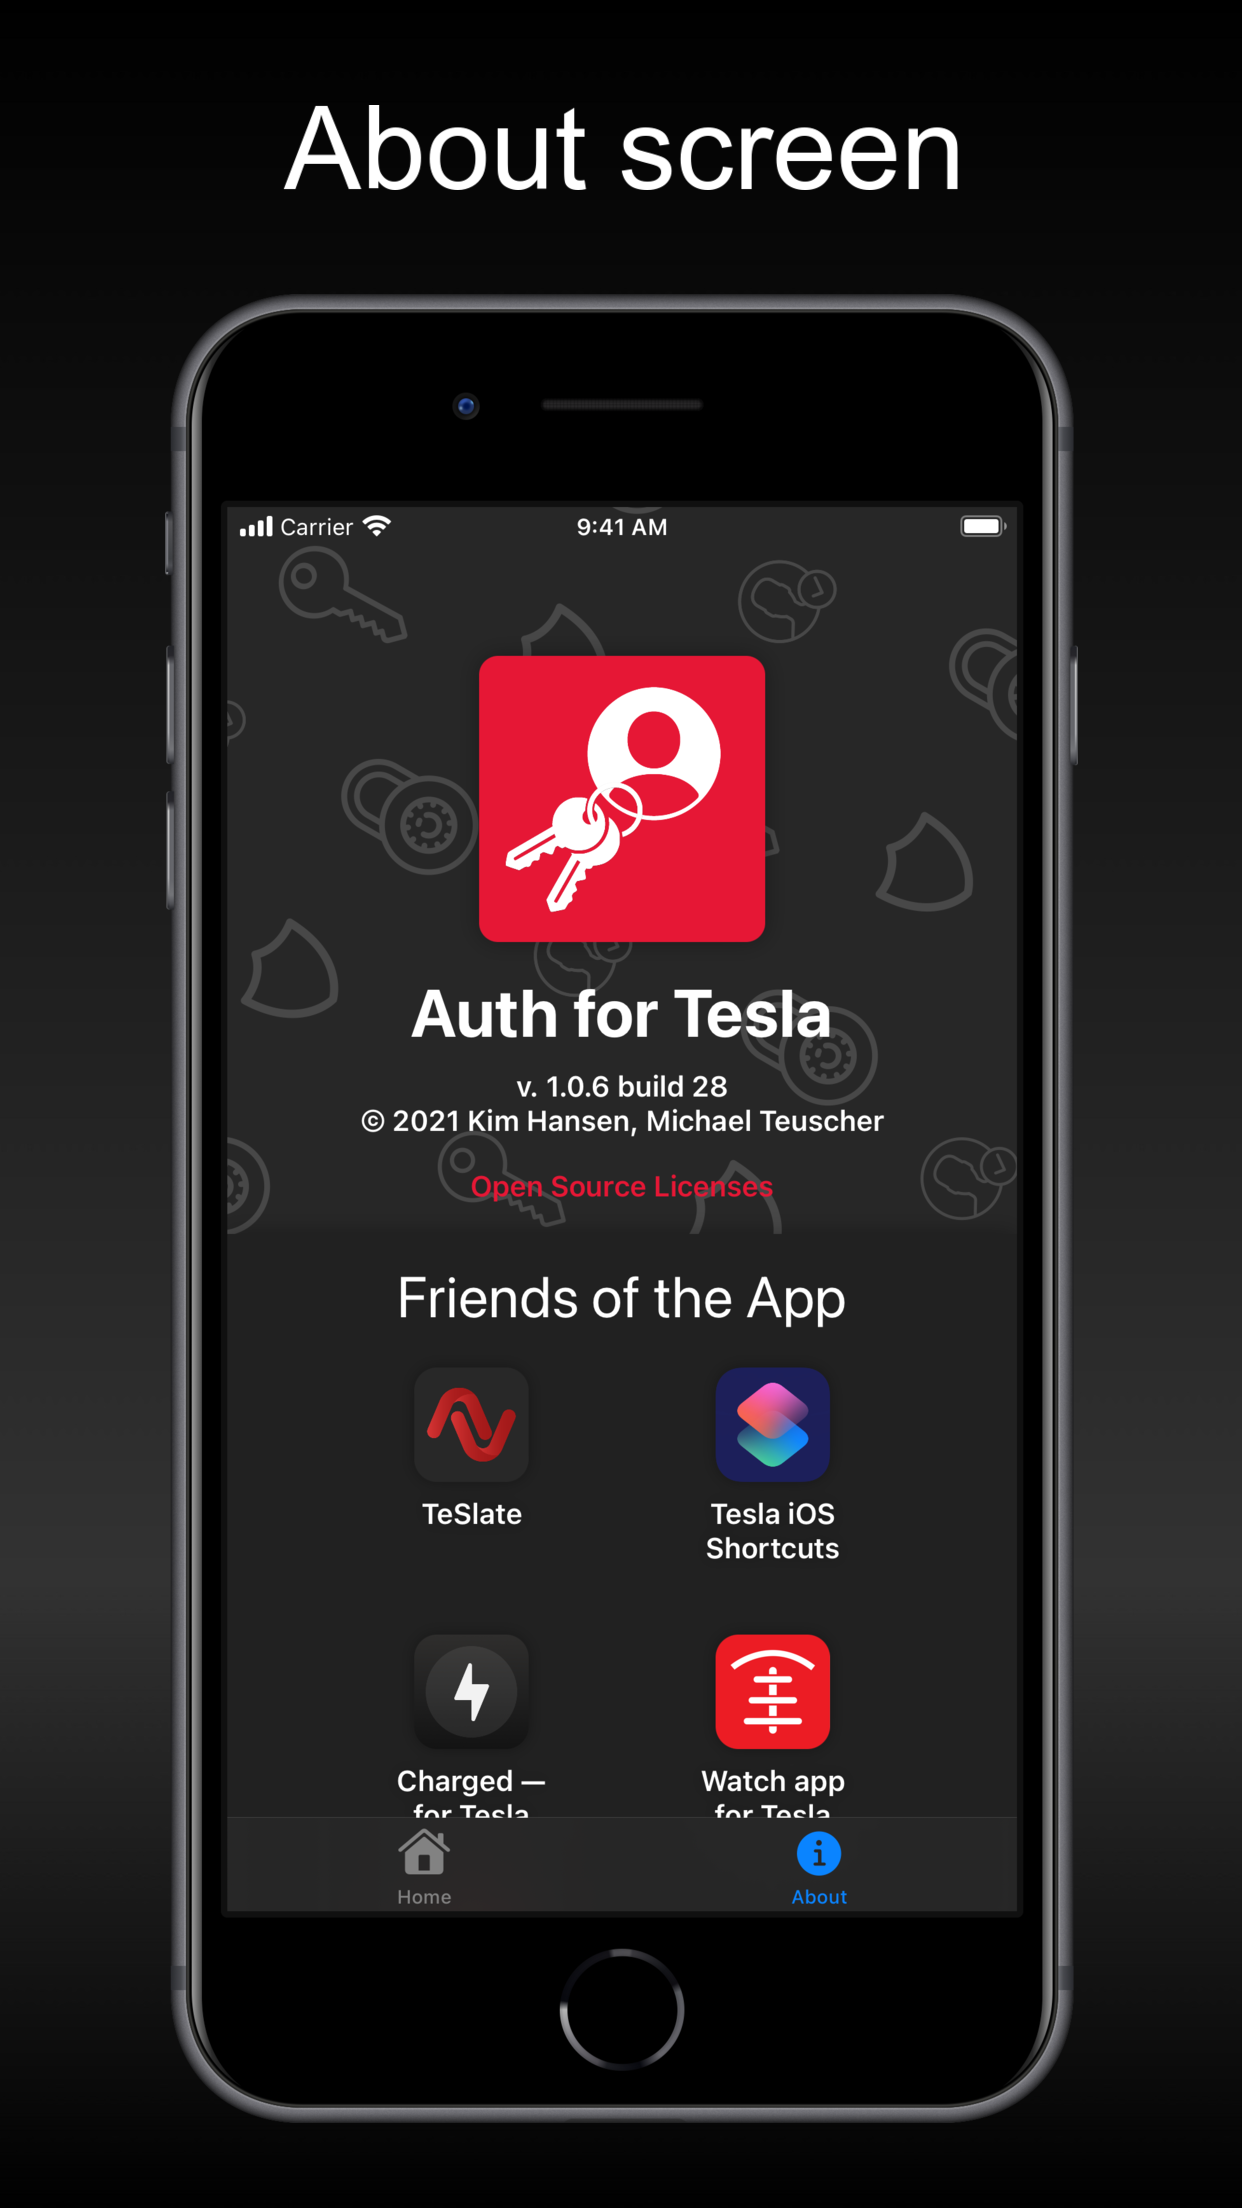 About screen
Carrier
9:41 AM
Auth for Tesla
v. 1.0.6 build 28
© 2021 Kim Hansen, Michael Teuscher
Open Source Licenses
Friends of the App
TeSlate
Tesla iOS
Shortcuts
Charged —
for Tesla
Watch app
for Tesla
Home
About